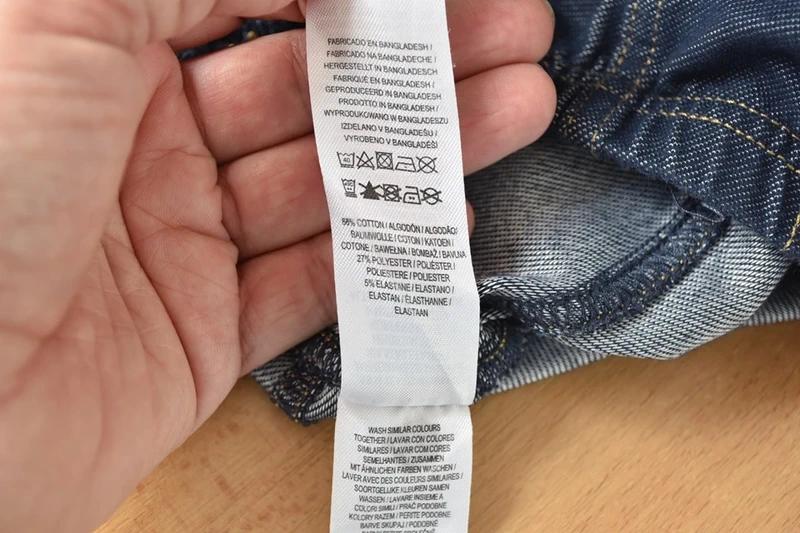 FABRICADO EN BANGLADESH /
FABRICADO NA BANGLADECHE /
HERGESTELLT IN BANGLADESCH
FABRIQUÉ EN BANGLADESH /
GEPRODUCEERD IN BANGLADESH
PRODOTTO IN BANGLADESH /
WYPRODUKOWANO W BANGLADESZU
IZDELANO V BANGLADEŠU /
VYROBENO V BANGLADÉŠI
40
68% COTTON / ALGODÓN / ALGODÃO /
BAUMWOLLE / COTON / KATOEN /
COTONE / BAWEŁNA / BOMBAŽ / BAVLNA
27% POLYESTER / POLIÉSTER /
POLIESTERE / POLIESTER
5% ELASTANE / ELASTANO /
ELASTAN / ÉLASTHANNE /
ELASTAAN
WASH SIMILAR COLOURS
TOGETHER / LAVAR CON COLORES
SIMILARES / LAVAR COM CORES
SEMELHANTES / ZUSAMMEN
MIT ÄHNLICHEN FARBEN WASCHEN /
LAVER AVEC DES COULEURS SIMILAIRES /
SOORTGELIJKE KLEUREN SAMEN
WASSEN / LAVARE INSIEME A
COLORI SIMILI / PRAĆ PODOBNE
KOLORY RAZEM / PERITE PODOBNE
BARVE SKUPAJ / PODOBNÉ